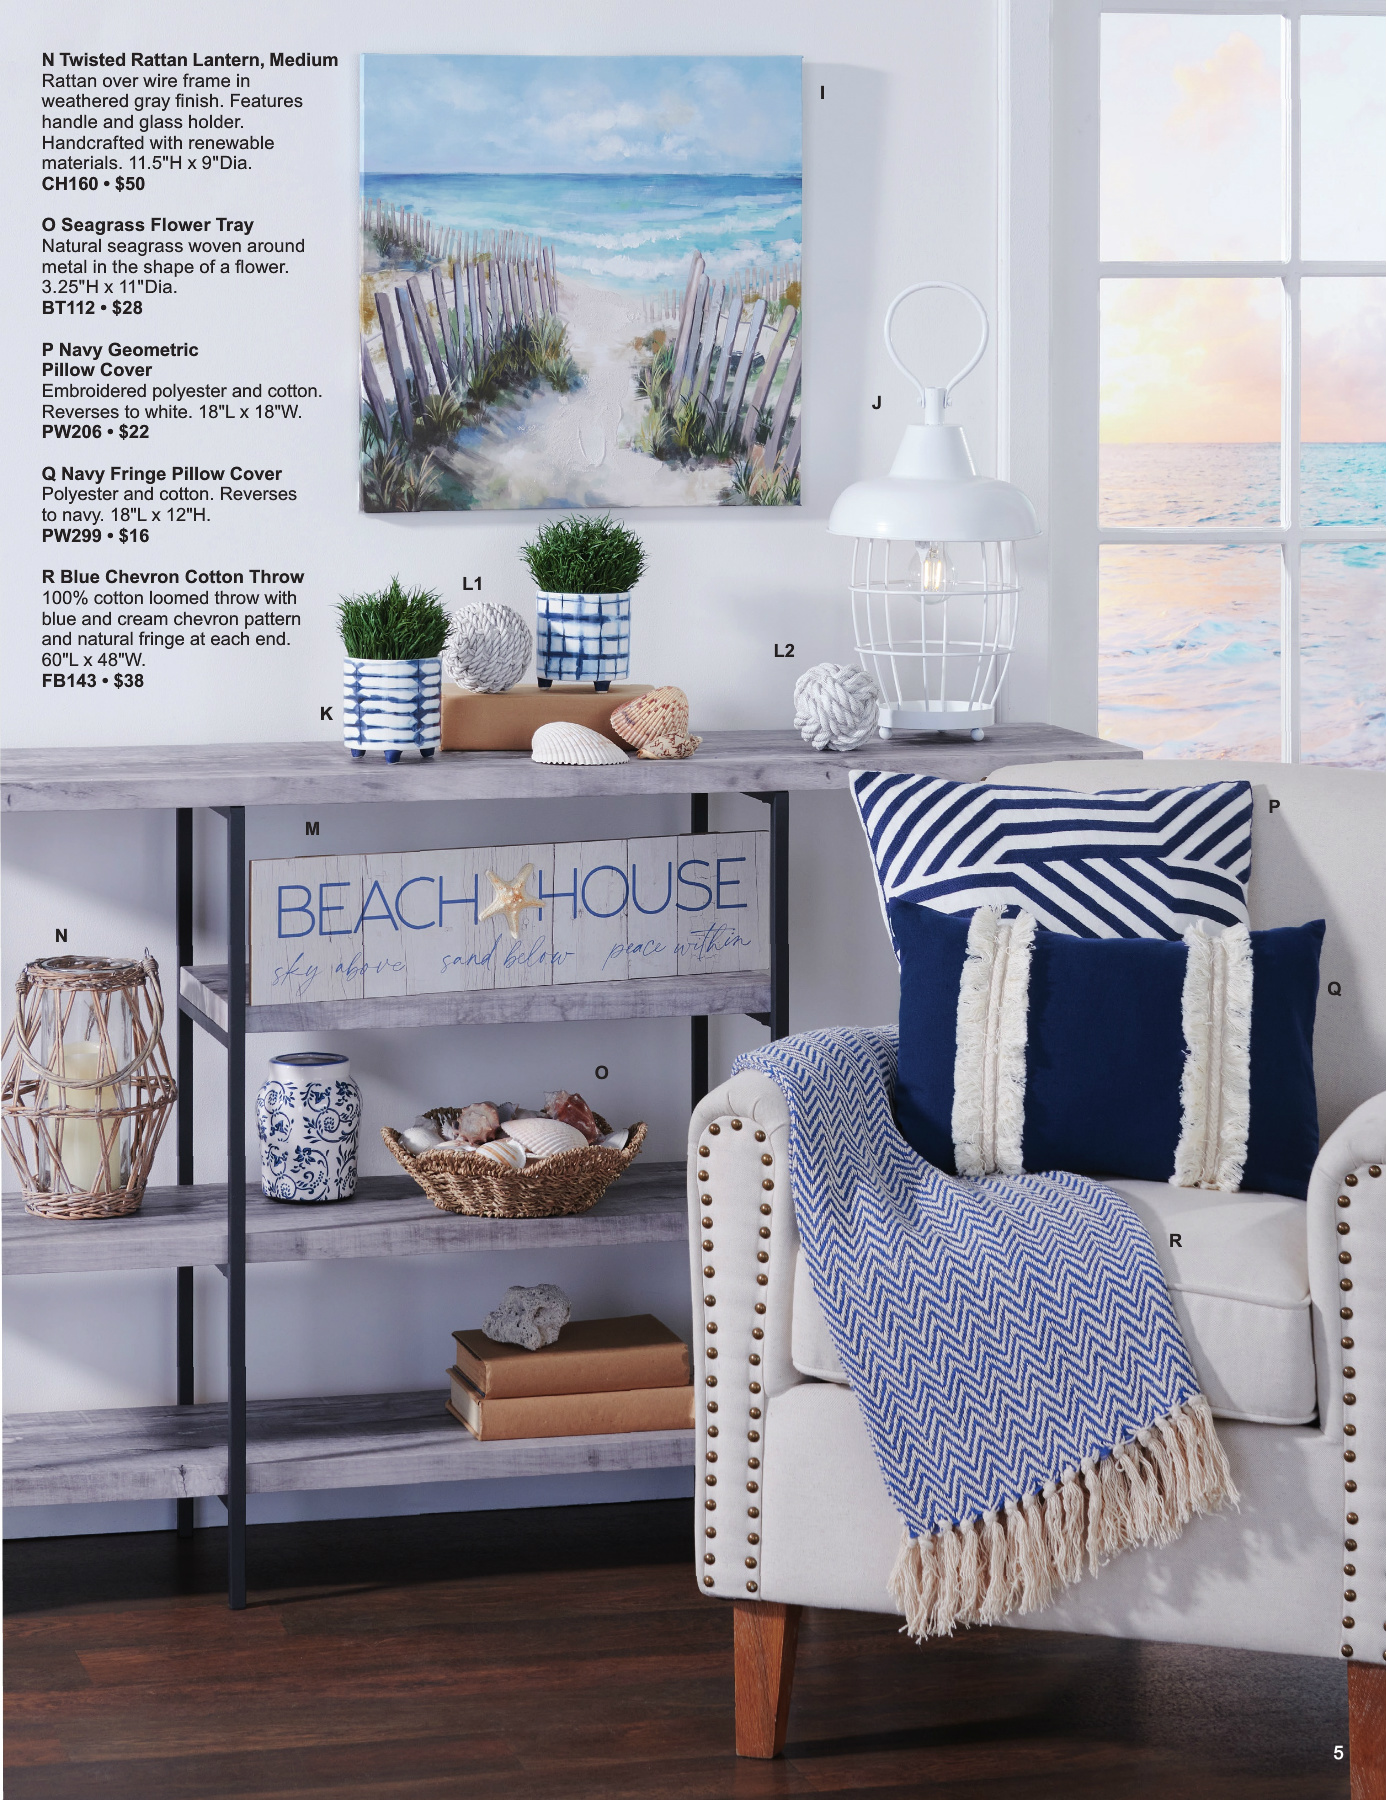 N Twisted Rattan Lantern, Medium
Rattan over wire frame in
weathered gray finish. Features
handle and glass holder.
Handcrafted with renewable
materials. 11.5"H x 9"Dia.
CH160 • $50
O Seagrass Flower Tray
Natural seagrass woven around
metal in the shape of a flower.
3.25"H x 11"Dia.
BT112 • $28
P Navy Geometric
Pillow Cover
Embroidered polyester and cotton.
Reverses to white. 18"L x 18"W.
PW206 • $22
Q Navy Fringe Pillow Cover
Polyester and cotton. Reverses
to navy. 18"L x 12"H.
PW299 • $16
R Blue Chevron Cotton Throw
100% cotton loomed throw with
blue and cream chevron pattern
and natural fringe at each end.
60"L x 48"W.
FB143 • $38
I
J
L1
L2
K
P
M
BEACH HOUSE
sky above sand below peace within
N
Q
O
R
5